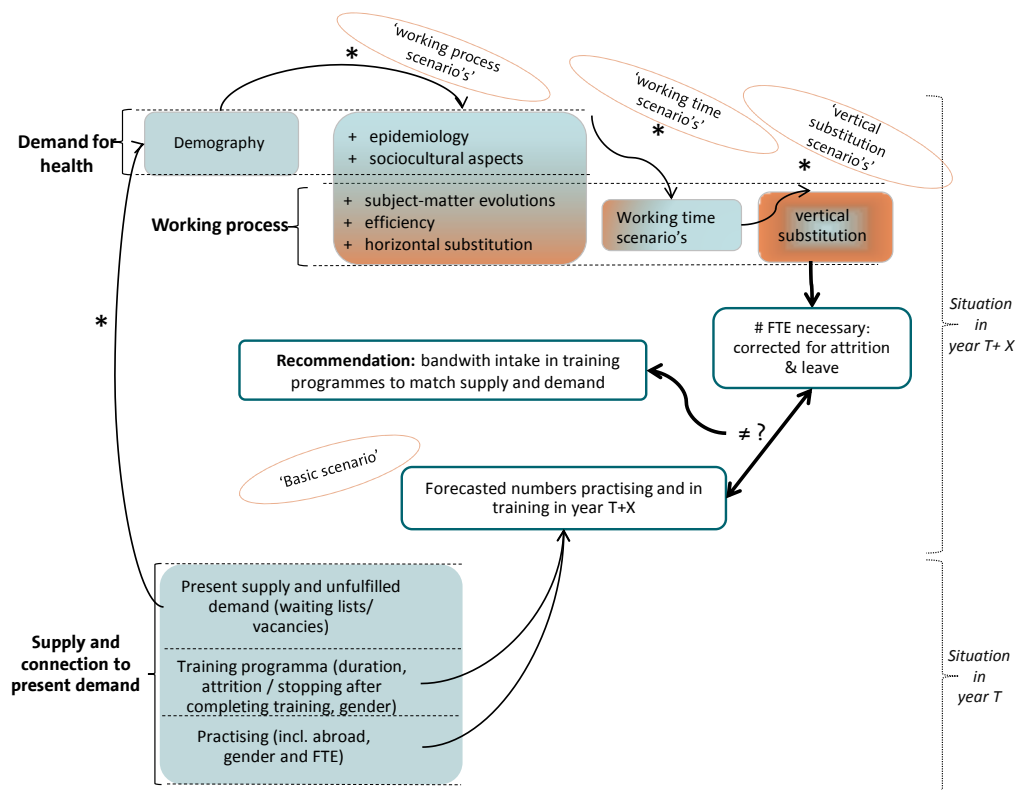 'working process
scenario's'
*
'working time
scenario's'
*
'vertical
substitution
scenario's'
*
Demand for
health
Demography
+ epidemiology
+ sociocultural aspects
+ subject-matter evolutions
+ efficiency
+ horizontal substitution
Working process
Working time
scenario's
vertical
substitution
*
Situation
in
year T+ X
# FTE necessary:
corrected for attrition
& leave
Recommendation: bandwith intake in training
programmes to match supply and demand
≠ ?
'Basic scenario'
Forecasted numbers practising and in
training in year T+X
Present supply and unfulfilled
demand (waiting lists/
vacancies)
Supply and
connection to
present demand
Training programma (duration,
attrition / stopping after
completing training, gender)
Practising (incl. abroad,
gender and FTE)
Situation
in
year T